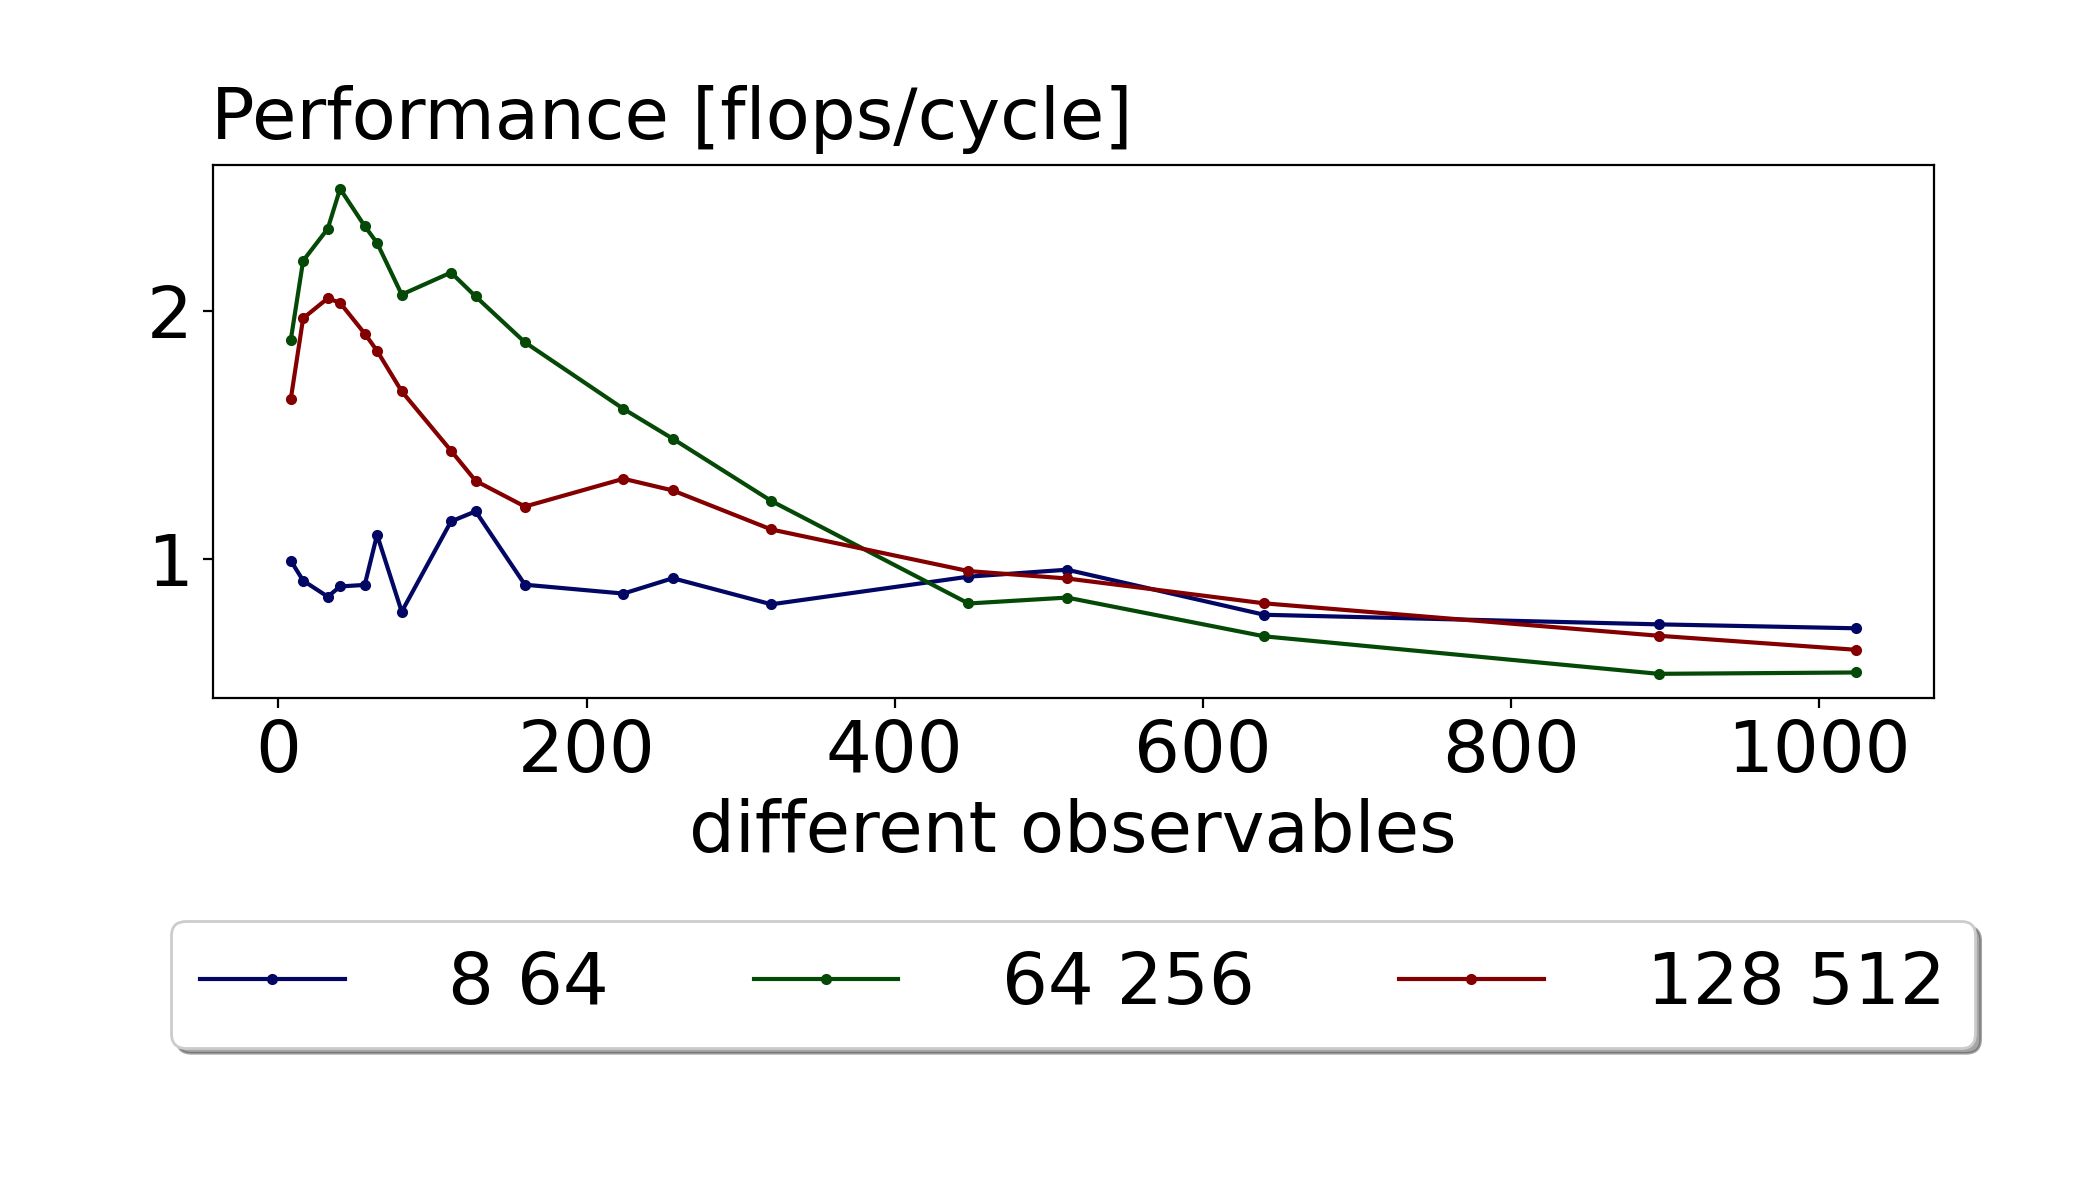 Performance [flops/cycle]
2
1
0 200 400 600 800 1000
different observables
8 64 64 256 128 512